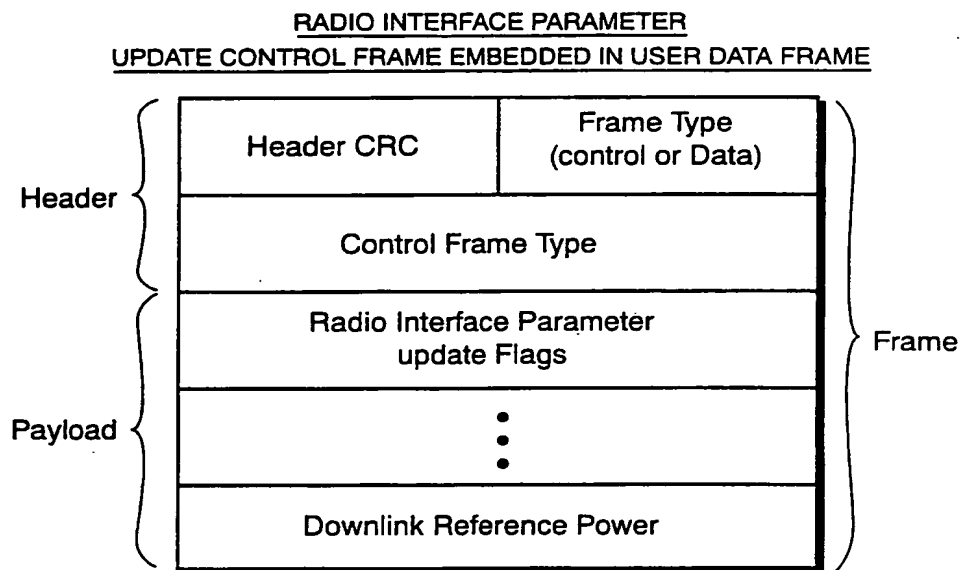 RADIO INTERFACE PARAMETER
UPDATE CONTROL FRAME EMBEDDED IN USER DATA FRAME
Header
Header CRC
Frame Type
(control or Data)
Control Frame Type
Payload
Radio Interface Parameter
update Flags
Downlink Reference Power
Frame